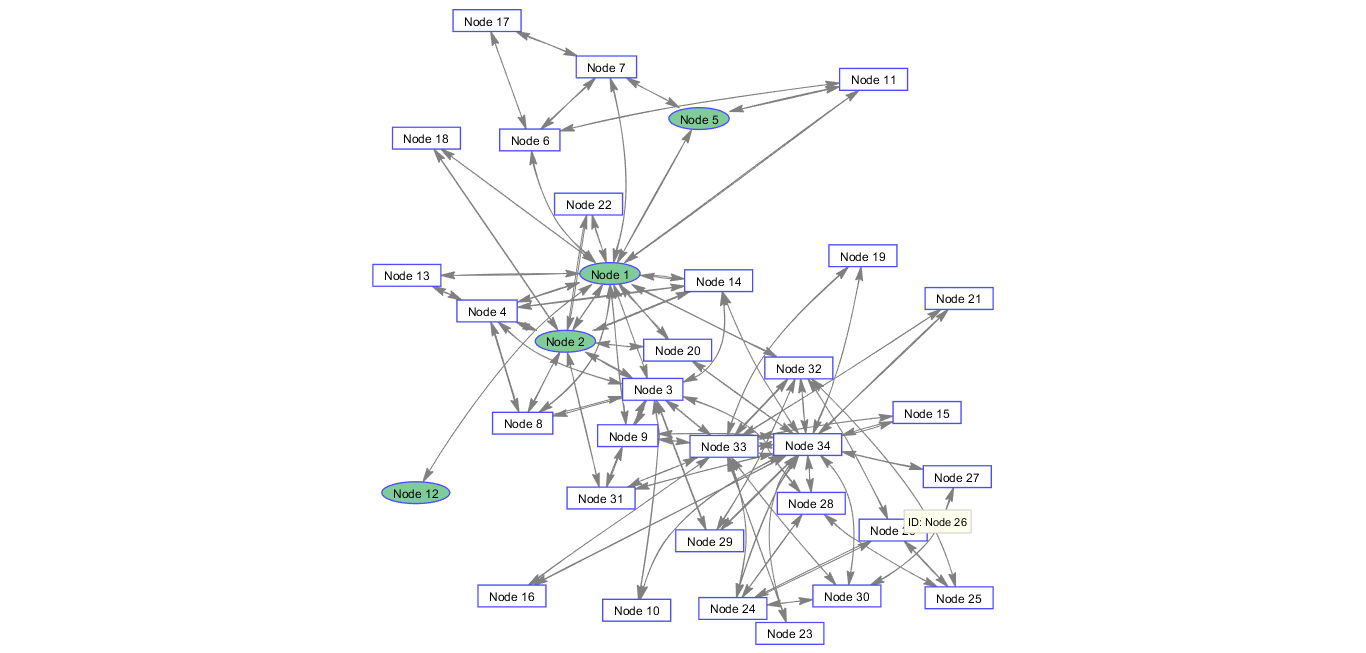 Node 17
Node 7
Node 11
Node 5
Node 6
Node 18
Node 22
Node 19
Node 1
Node 13
Node 14
Node 21
Node 4
Node 2
Node 20
Node 32
Node 3
Node 15
Node 8
Node 9
Node 33
Node 34
Node 27
Node 12
Node 31
Node 28
ID: Node 26
Node
Node 29
Node 16
Node 30
Node 25
Node 24
Node 10
Node 23